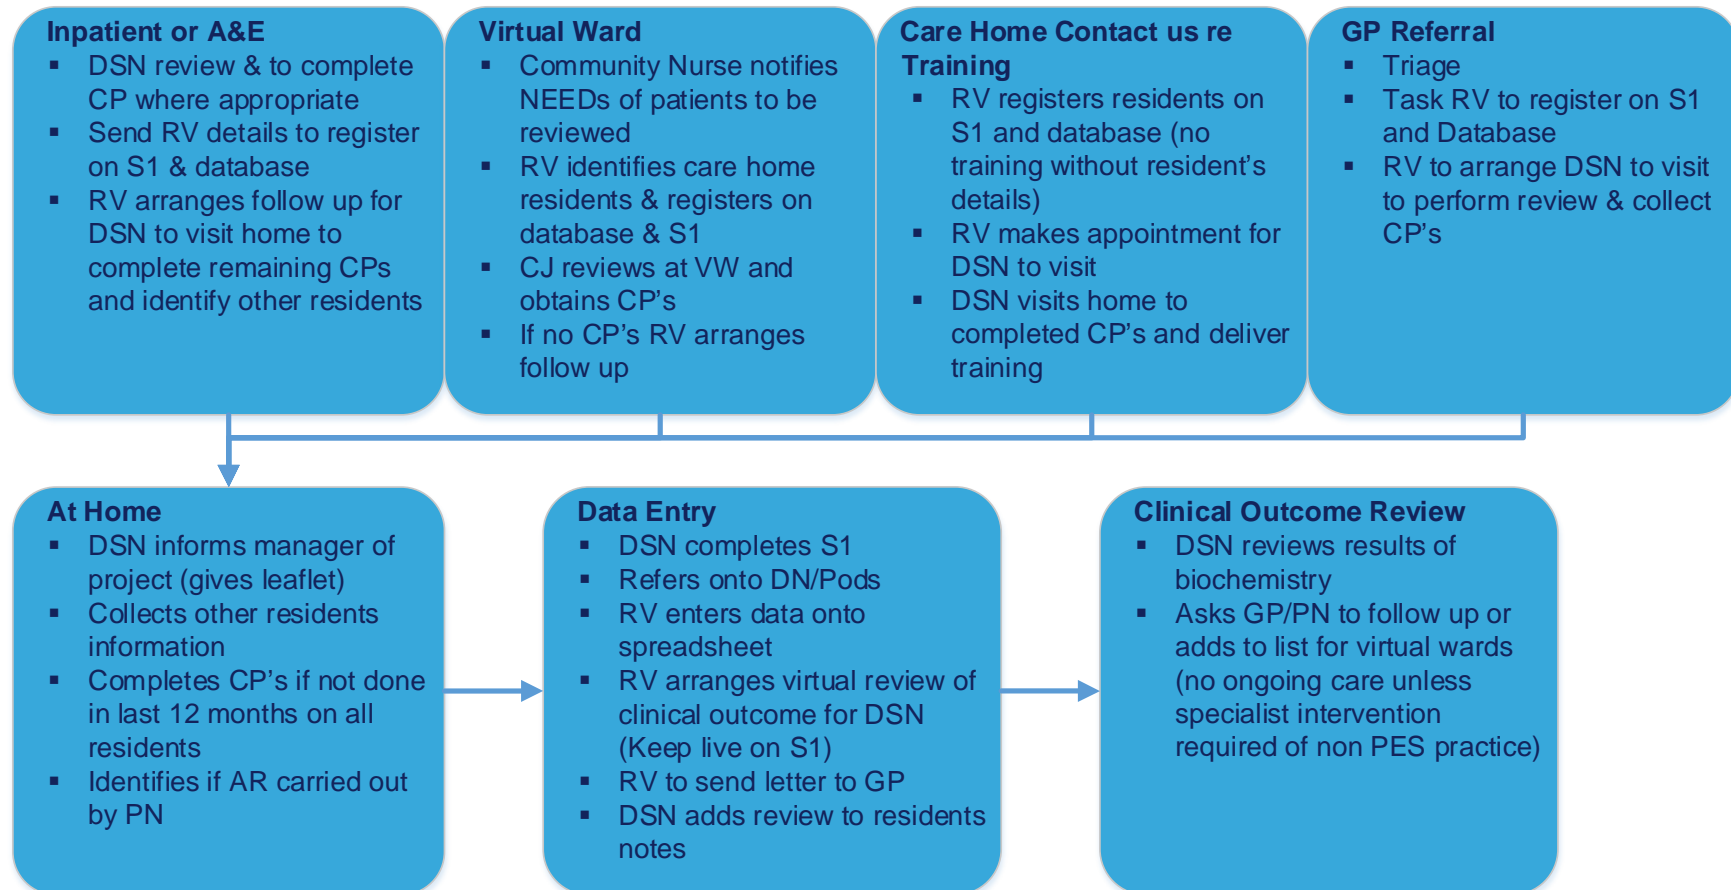 Inpatient or A&E
▪ DSN review & to complete
CP where appropriate
▪ Send RV details to register
on S1 & database
▪ RV arranges follow up for
DSN to visit home to
complete remaining CPs
and identify other residents
Virtual Ward
▪ Community Nurse notifies
NEEDs of patients to be
reviewed
▪ RV identifies care home
residents & registers on
database & S1
▪ CJ reviews at VW and
obtains CP’s
▪ If no CP’s RV arranges
follow up
Care Home Contact us re
Training
▪ RV registers residents on
S1 and database (no
training without resident’s
details)
▪ RV makes appointment for
DSN to visit
▪ DSN visits home to
completed CP’s and deliver
training
GP Referral
▪ Triage
▪ Task RV to register on S1
and Database
▪ RV to arrange DSN to visit
to perform review & collect
CP’s
At Home
▪ DSN informs manager of
project (gives leaflet)
▪ Collects other residents
information
▪ Completes CP’s if not done
in last 12 months on all
residents
▪ Identifies if AR carried out
by PN
Data Entry
▪ DSN completes S1
▪ Refers onto DN/Pods
▪ RV enters data onto
spreadsheet
▪ RV arranges virtual review of
clinical outcome for DSN
(Keep live on S1)
▪ RV to send letter to GP
▪ DSN adds review to residents
notes
Clinical Outcome Review
▪ DSN reviews results of
biochemistry
▪ Asks GP/PN to follow up or
adds to list for virtual wards
(no ongoing care unless
specialist intervention
required of non PES practice)